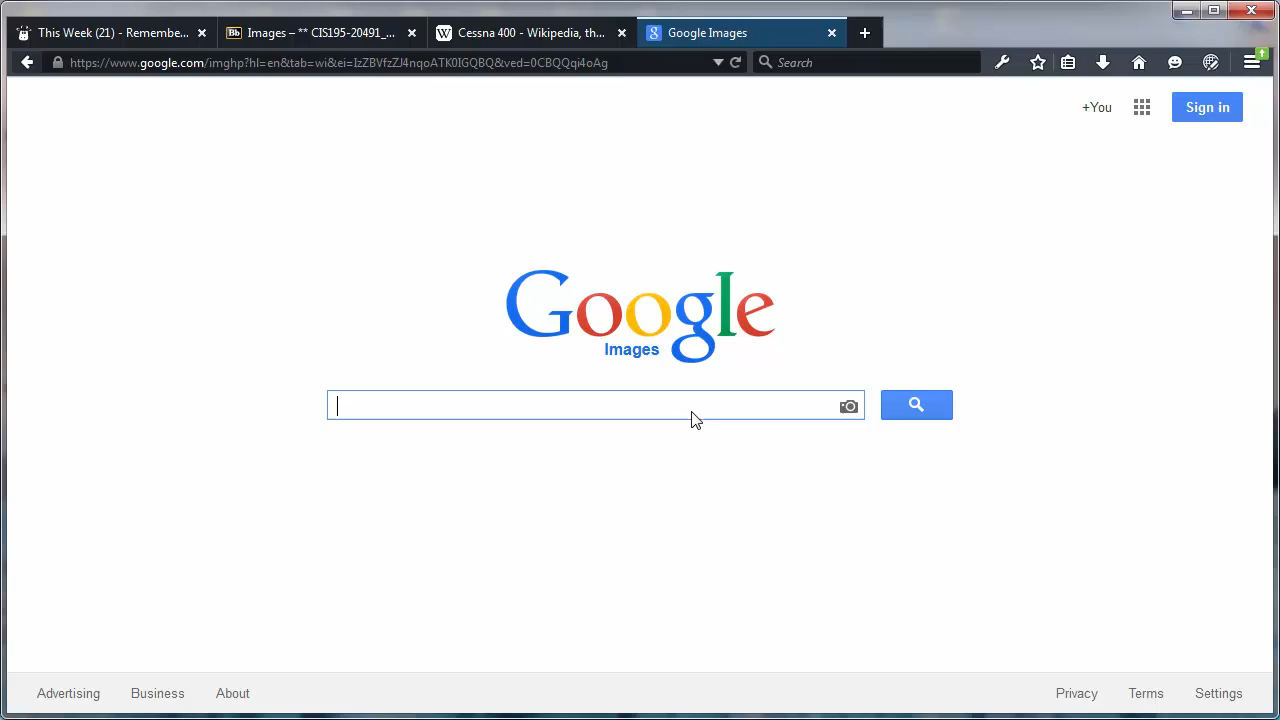 This Week (21) - Remembe...
Bb Images – ** CIS195-20491_...
W Cessna 400 - Wikipedia, th...
Google Images
https://www.google.com/imghp?hl=en&tab=wi&ei=IzZBVfzZJ4nqoATK0IGQBQ&ved=0CBQQqi4oAg
Search
+You
Sign in
Google
Images
Advertising
Business
About
Privacy
Terms
Settings